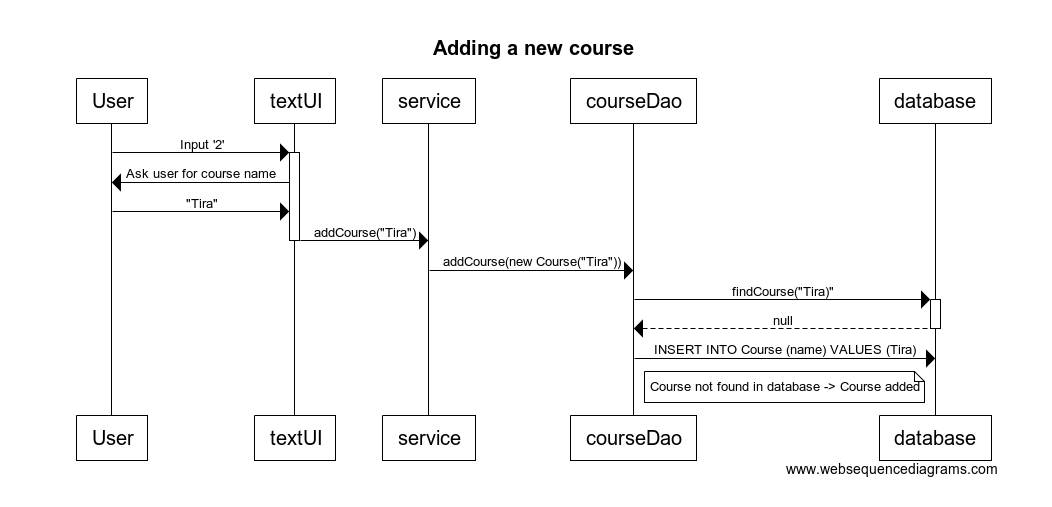 Adding a new course
User textUI service courseDao database
Input '2'
Ask user for course name
"Tira"
addCourse("Tira")
addCourse(new Course("Tira"))
findCourse("Tira)"
null
INSERT INTO Course (name) VALUES (Tira)
Course not found in database -> Course added
User textUI service courseDao database
www.websequencediagrams.com